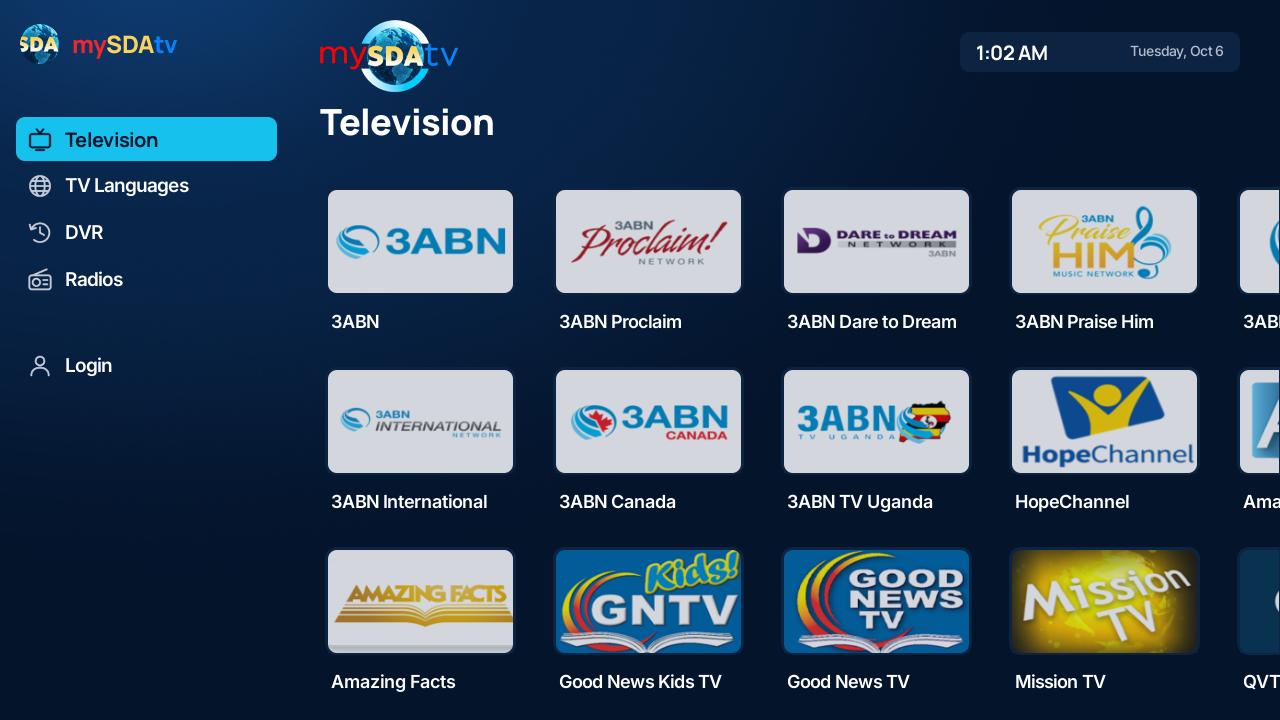 SDA mySDAtv
mySDAtv
1:02 AM
Tuesday, Oct 6
Television
Television
TV Languages
DVR
Radios
Login
3ABN
3ABN
Proclaim!
NETWORK
DARE to DREAM
NETWORK
3ABN
3ABN
Praise
HIM
MUSIC NETWORK
3ABN
3ABN Proclaim
3ABN Dare to Dream
3ABN Praise Him
3AB
3ABN
INTERNATIONAL
NETWORK
3ABN
CANADA
3ABN
TV UGANDA
HopeChannel
3ABN International
3ABN Canada
3ABN TV Uganda
HopeChannel
Ama
AMAZING FACTS
Kids!
GNTV
GOOD
NEWS
TV
Mission
TV
Amazing Facts
Good News Kids TV
Good News TV
Mission TV
QVT